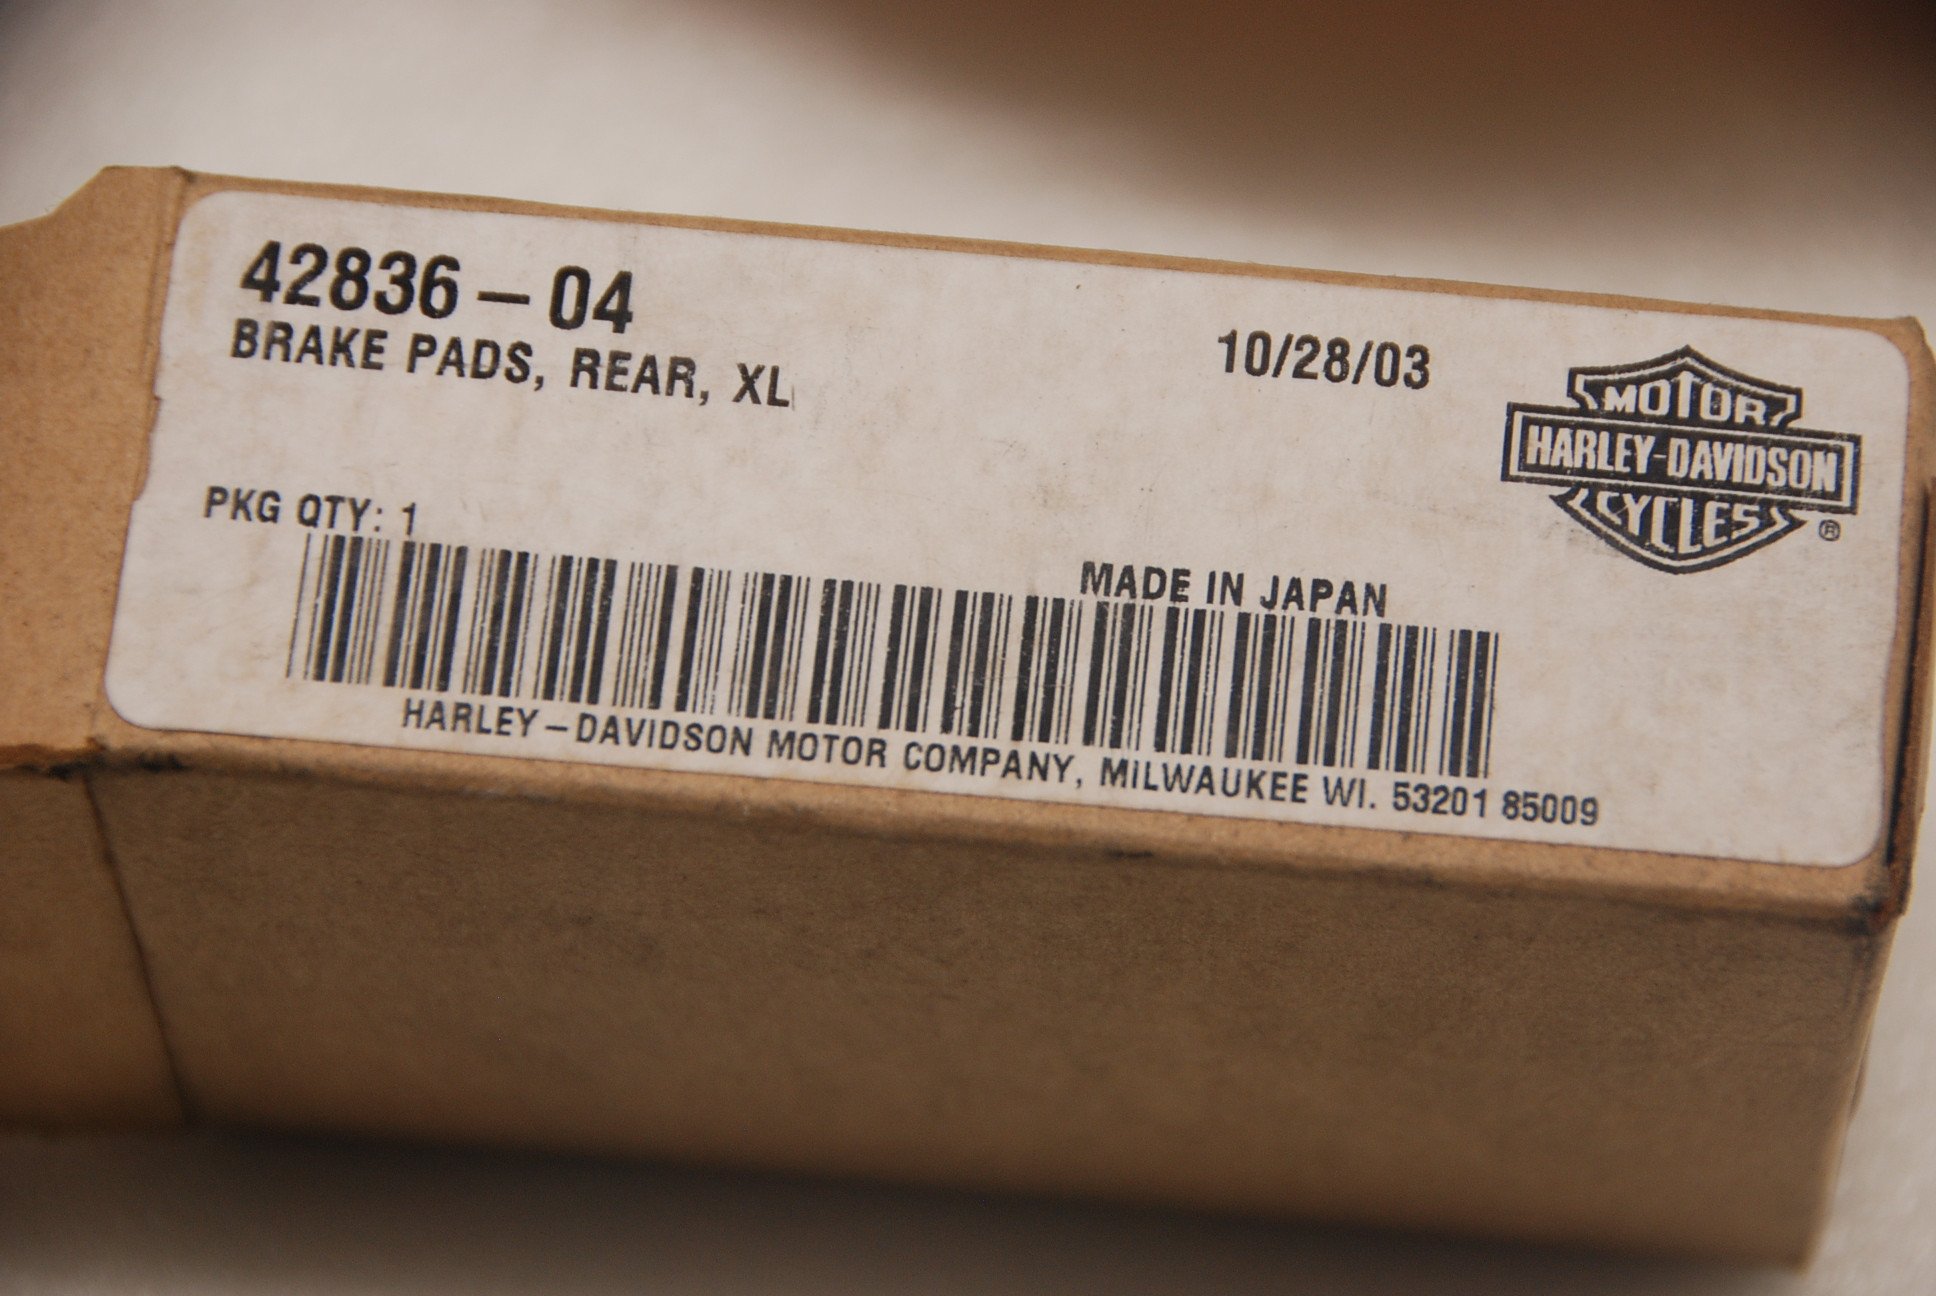 42836-04
BRAKE PADS, REAR, XL
10/28/03
MOTOR
HARLEY-DAVIDSON
CYCLES
®
PKG QTY: 1
MADE IN JAPAN
HARLEY-DAVIDSON MOTOR COMPANY, MILWAUKEE WI. 53201 85009